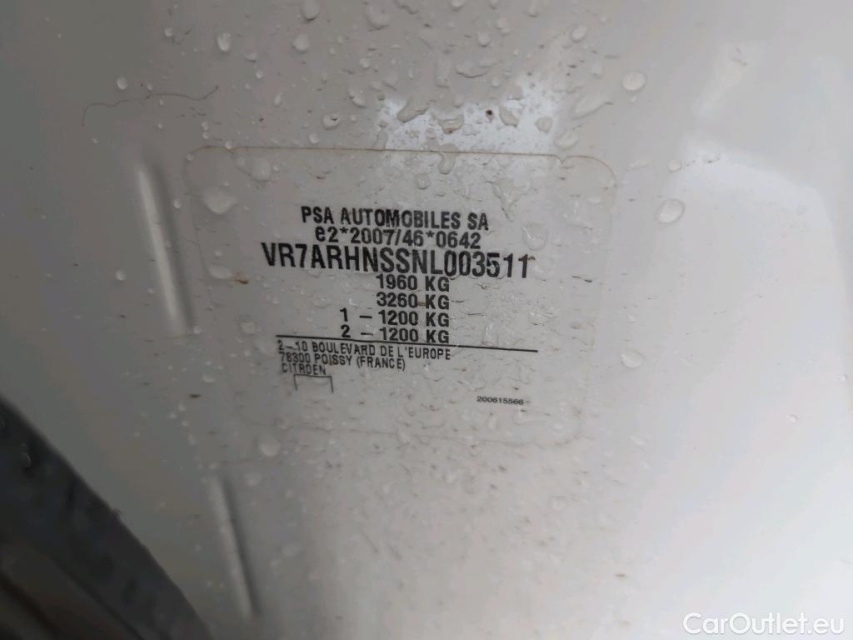 PSA AUTOMOBILES SA
e2*2007/46*0642
VR7ARHNSSNL003511
1960 KG
3260 KG
1 - 1200 KG
2 - 1200 KG
2-10 BOULEVARD DE L'EUROPE
78300 POISSY (FRANCE)
CITROEN
200615566
CarOutlet.eu